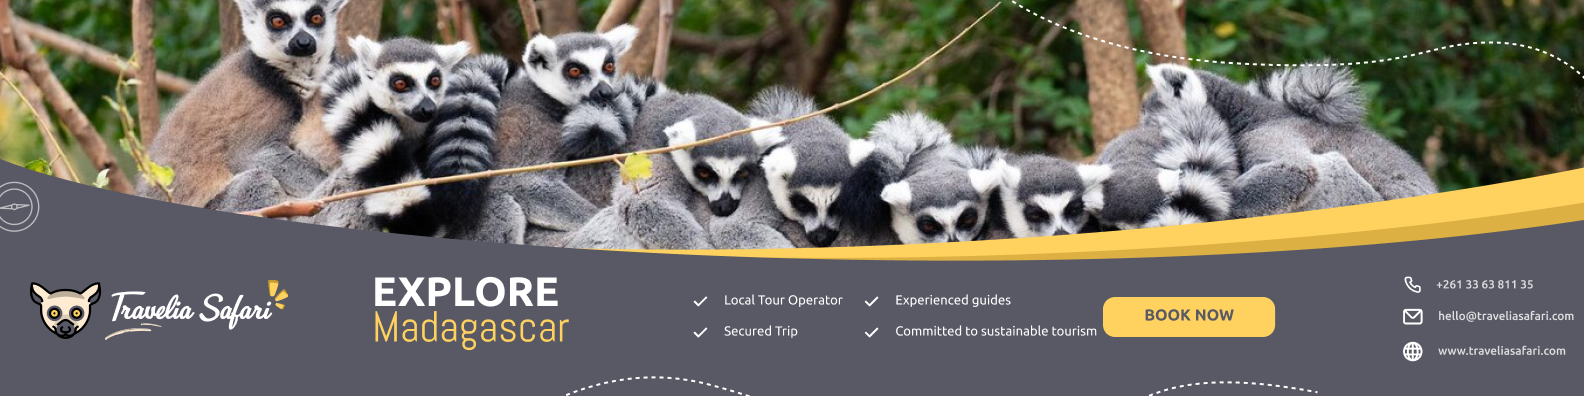 Travelia Safari
EXPLORE
Madagascar
Local Tour Operator
Secured Trip
Experienced guides
Committed to sustainable tourism
BOOK NOW
+261 33 63 811 35
hello@traveliasafari.com
www.traveliasafari.com